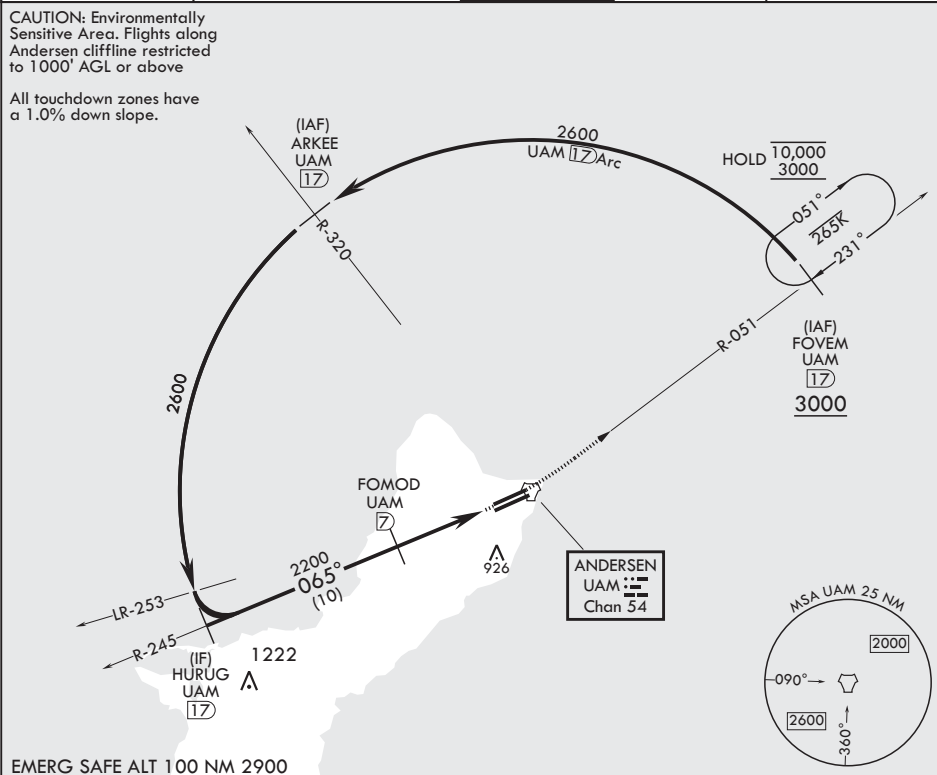 CAUTION: Environmentally
Sensitive Area. Flights along
Andersen cliffline restricted
to 1000' AGL or above
All touchdown zones have
a 1.0% down slope.
(IAF)
ARKEE
UAM
17
2600
UAM 17 Arc
HOLD 10,000
3000
051°
265K
231°
R-320
R-051
(IAF)
FOVEM
UAM
17
3000
2600
FOMOD
UAM
7
2200
065°
(10)
926
ANDERSEN
UAM
Chan 54
LR-253
R-245
(IF)
HURUG
UAM
17
1222
MSA UAM 25 NM
2000
090°
2600
360°
EMERG SAFE ALT 100 NM 2900